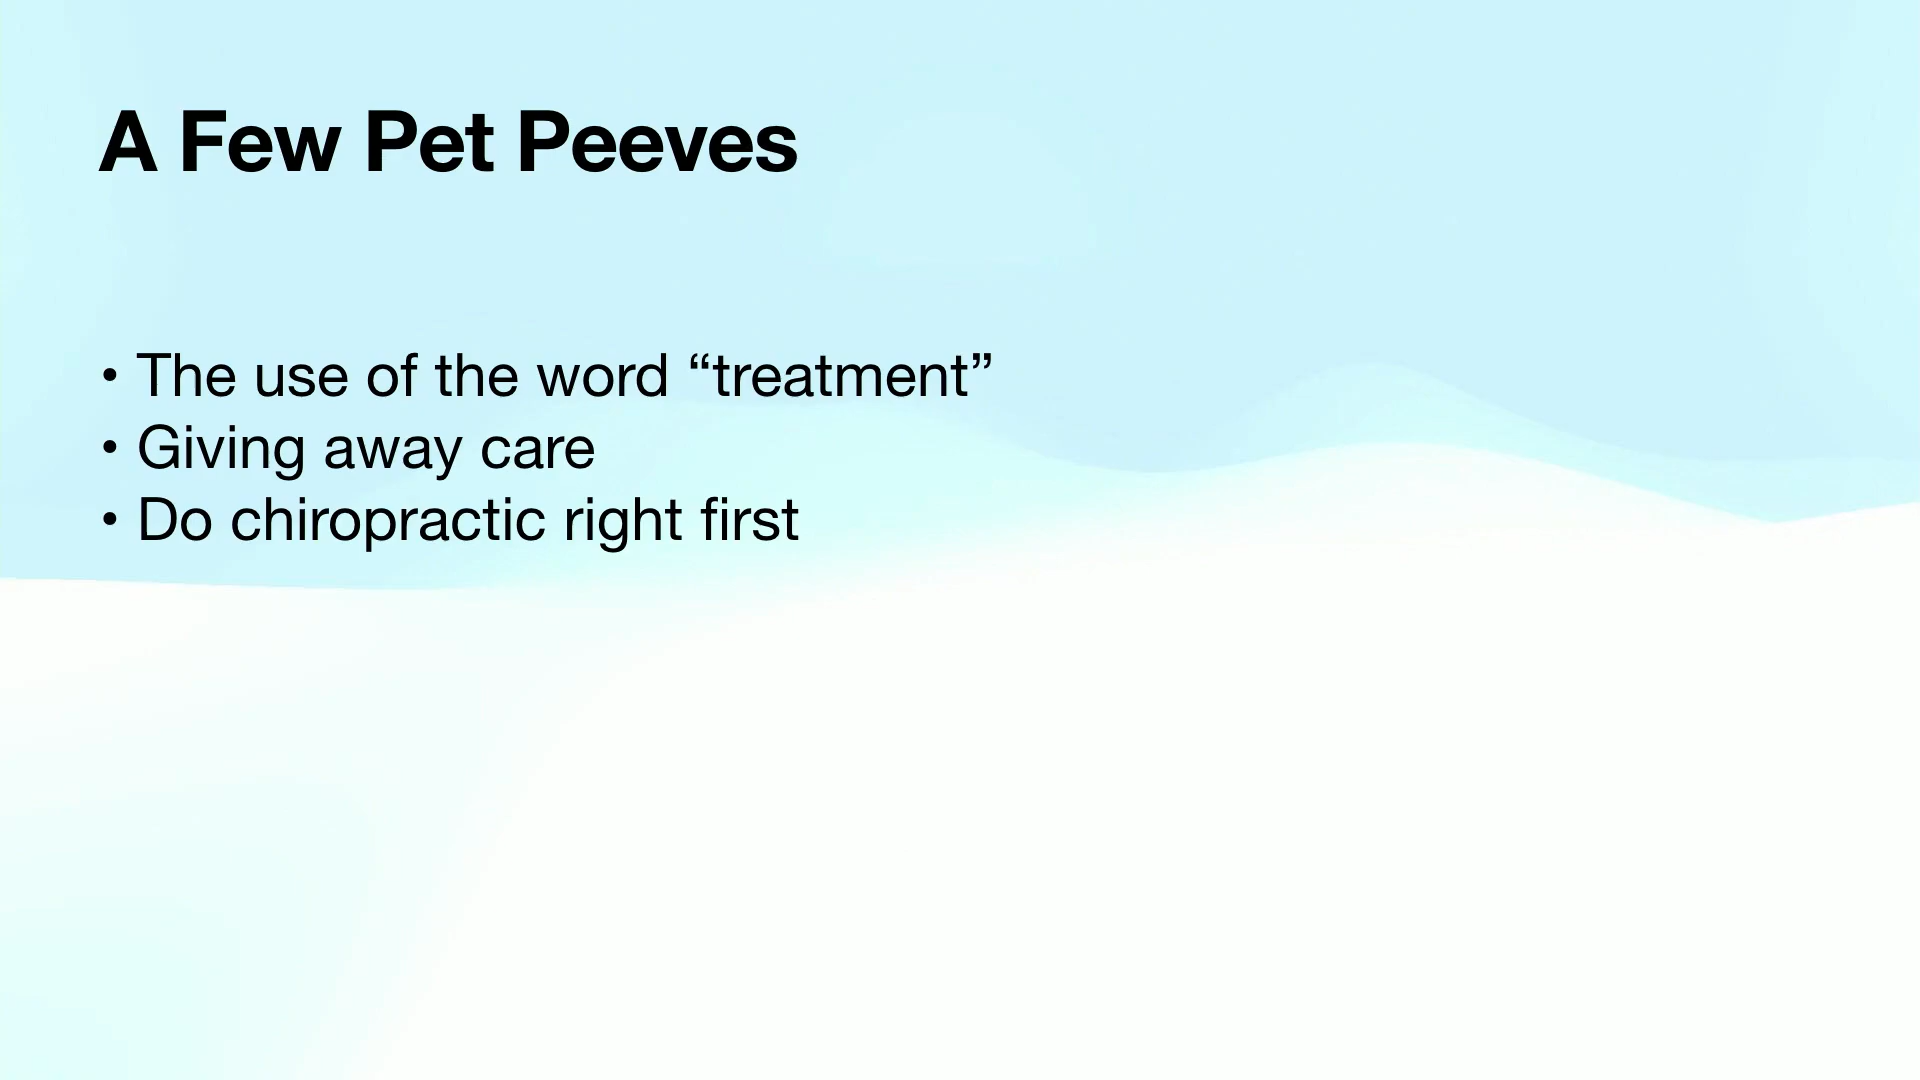 A Few Pet Peeves
• The use of the word “treatment”
• Giving away care
• Do chiropractic right first